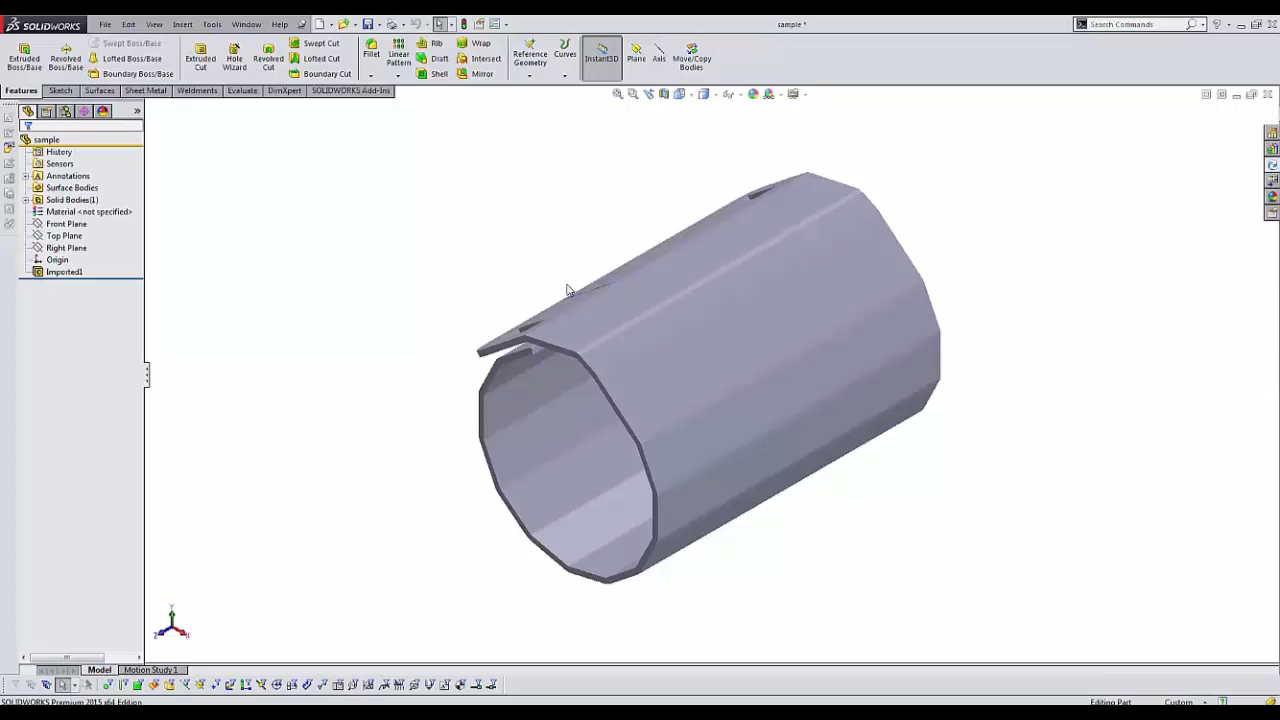 SOLIDWORKS File Edit View Insert Tools Window Help sample * Search Commands
Extruded Boss/Base
Revolved Boss/Base
Swept Boss/Base
Lofted Boss/Base
Boundary Boss/Base
Extruded Cut
Hole Wizard
Revolved Cut
Swept Cut
Lofted Cut
Boundary Cut
Fillet
Linear Pattern
Rib
Draft
Shell
Wrap
Intersect
Mirror
Reference Geometry
Curves
Instant3D
Plane
Axis
Move/Copy Bodies
Features Sketch Surfaces Sheet Metal Weldments Evaluate DimXpert SOLIDWORKS Add-Ins
sample
History
Sensors
Annotations
Surface Bodies
Solid Bodies(1)
Material <not specified>
Front Plane
Top Plane
Right Plane
Origin
Imported1
Y
Z
Model Motion Study 1
SOLIDWORKS Premium 2015 x64 Edition Editing Part Custom